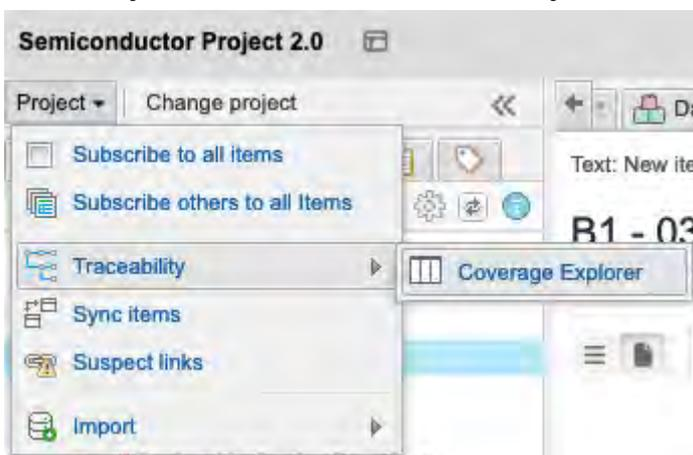 Semiconductor Project 2.0
Project Change project
Da
Subscribe to all items
Text: New ite
Subscribe others to all Items
B1 - 03
Traceability
Coverage Explorer
Sync items
Suspect links
Import